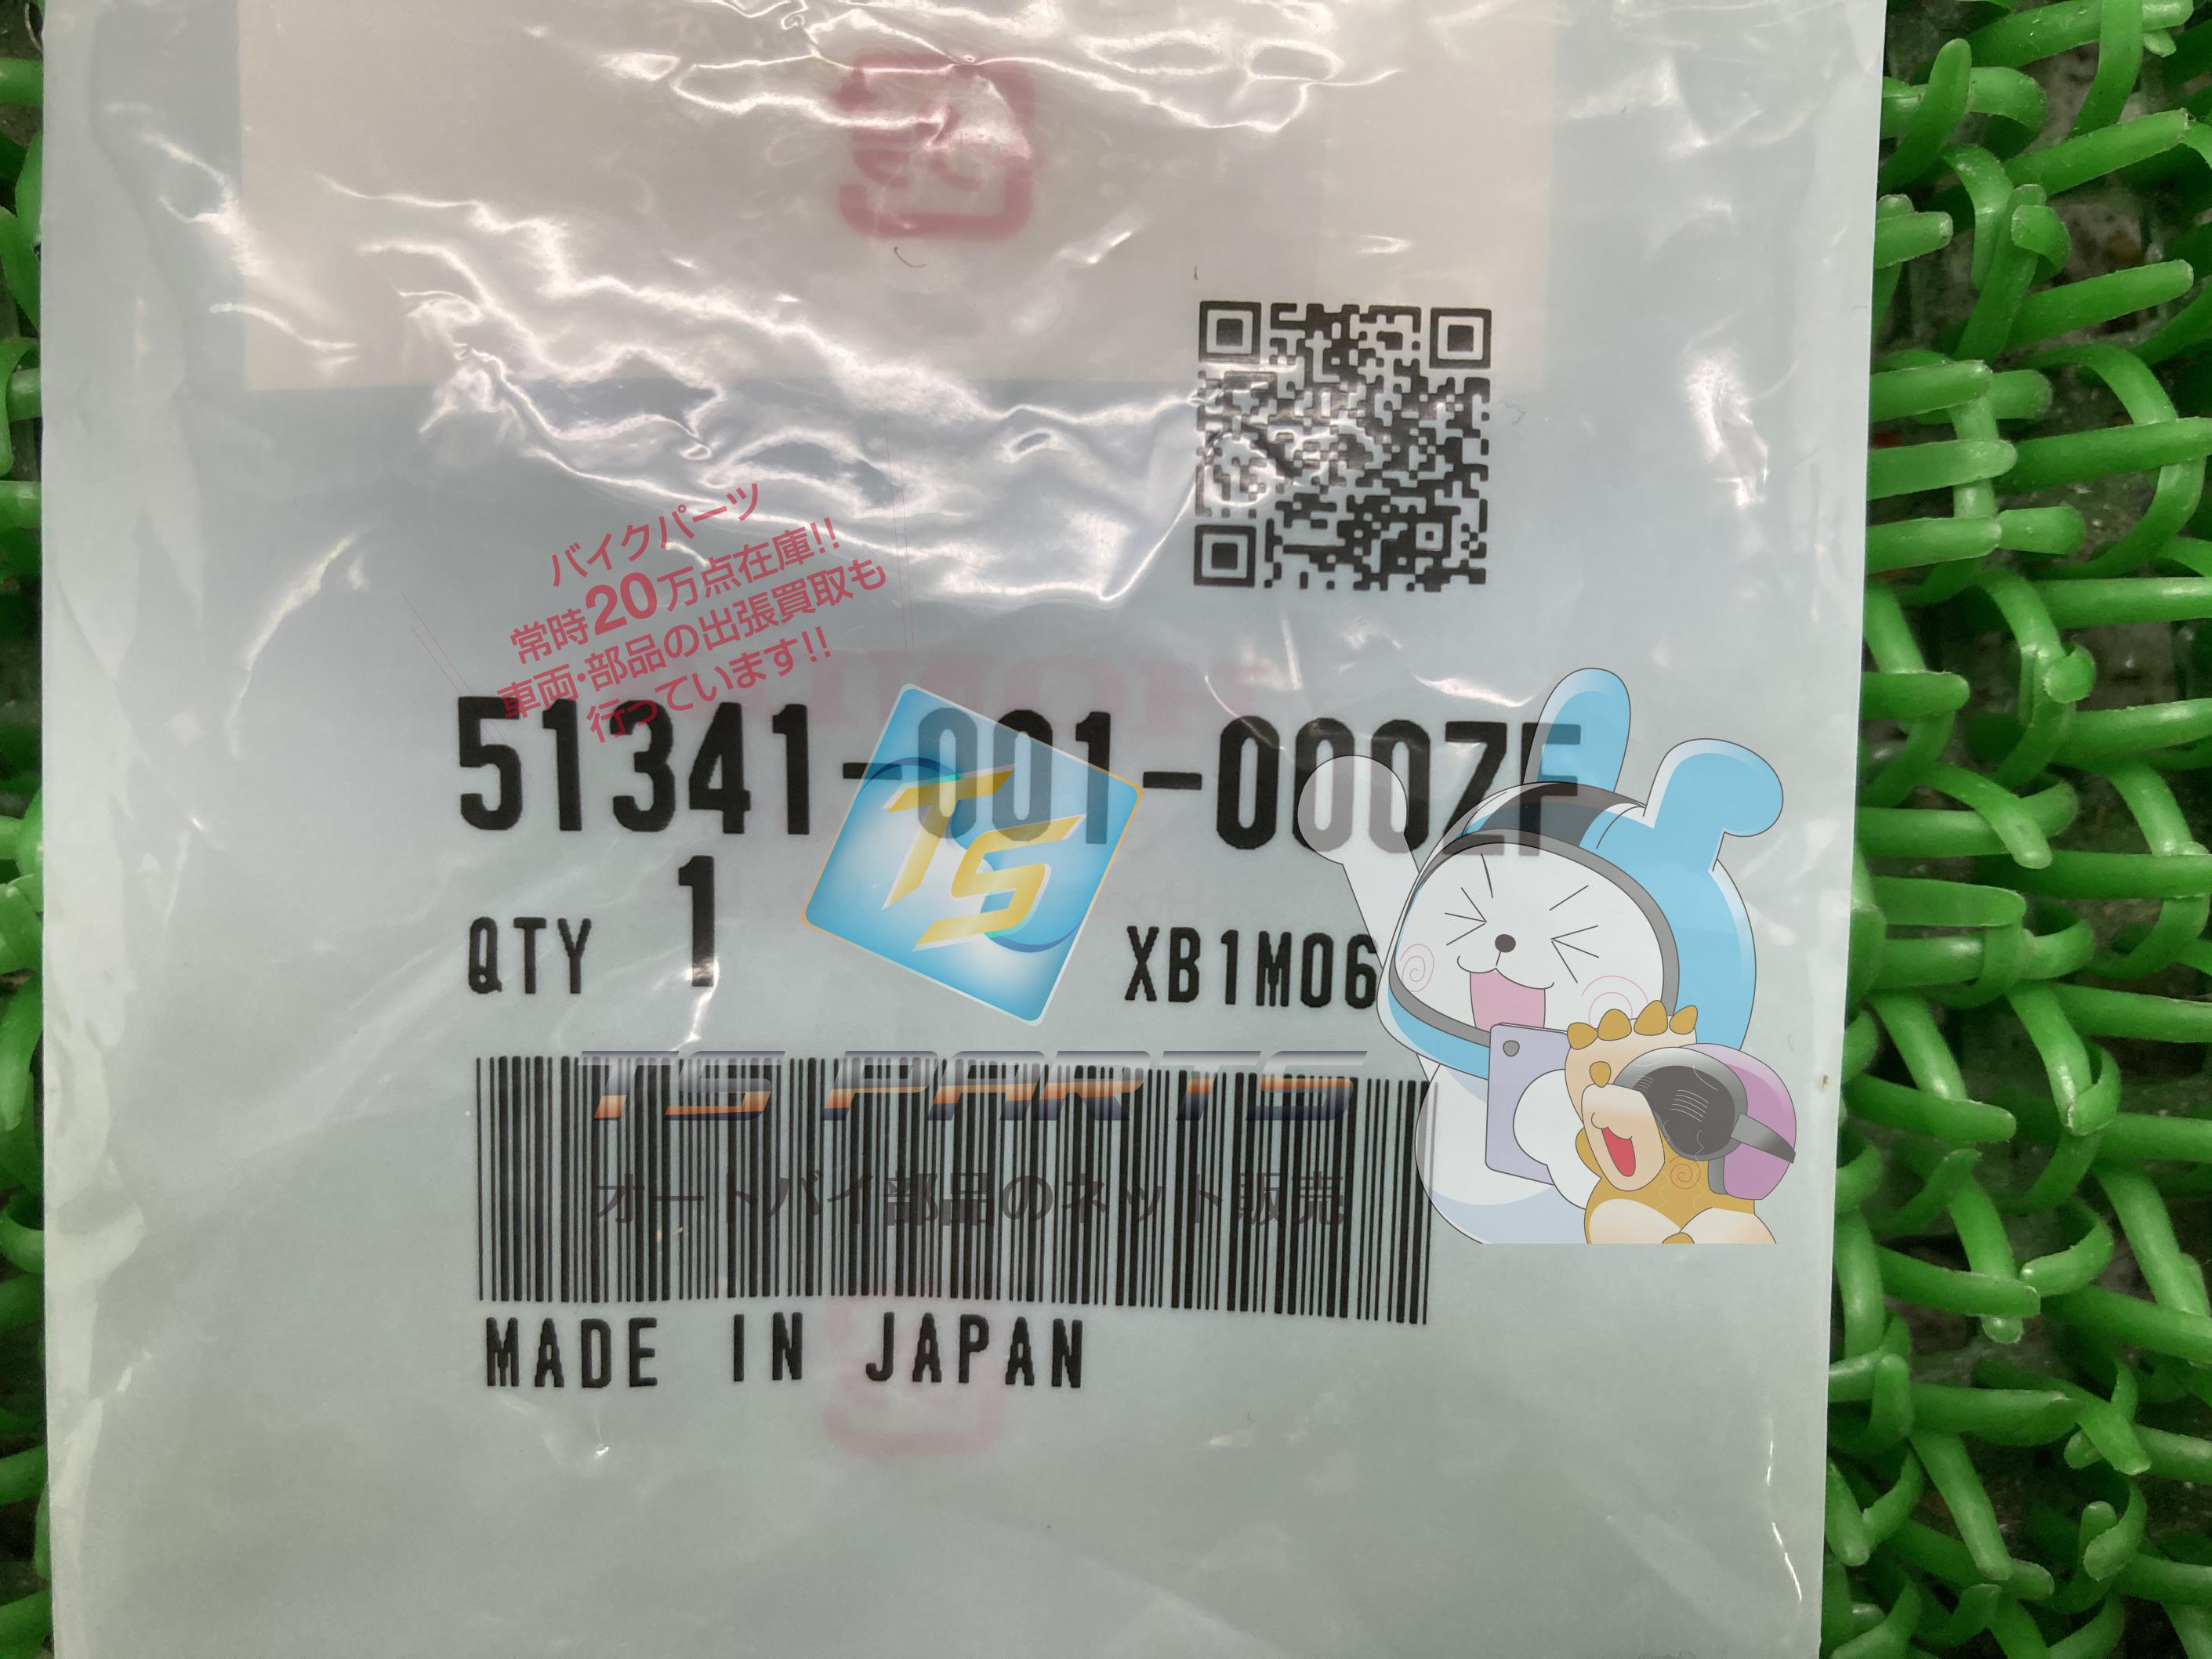 バイクパーツ
常時20万点在庫!!
車両・部品の出張買取も
行っています!!
51341-001-000ZF
QTY 1
XB1M06
TS
TS PARTS
オートバイ部品のネット販売
MADE IN JAPAN